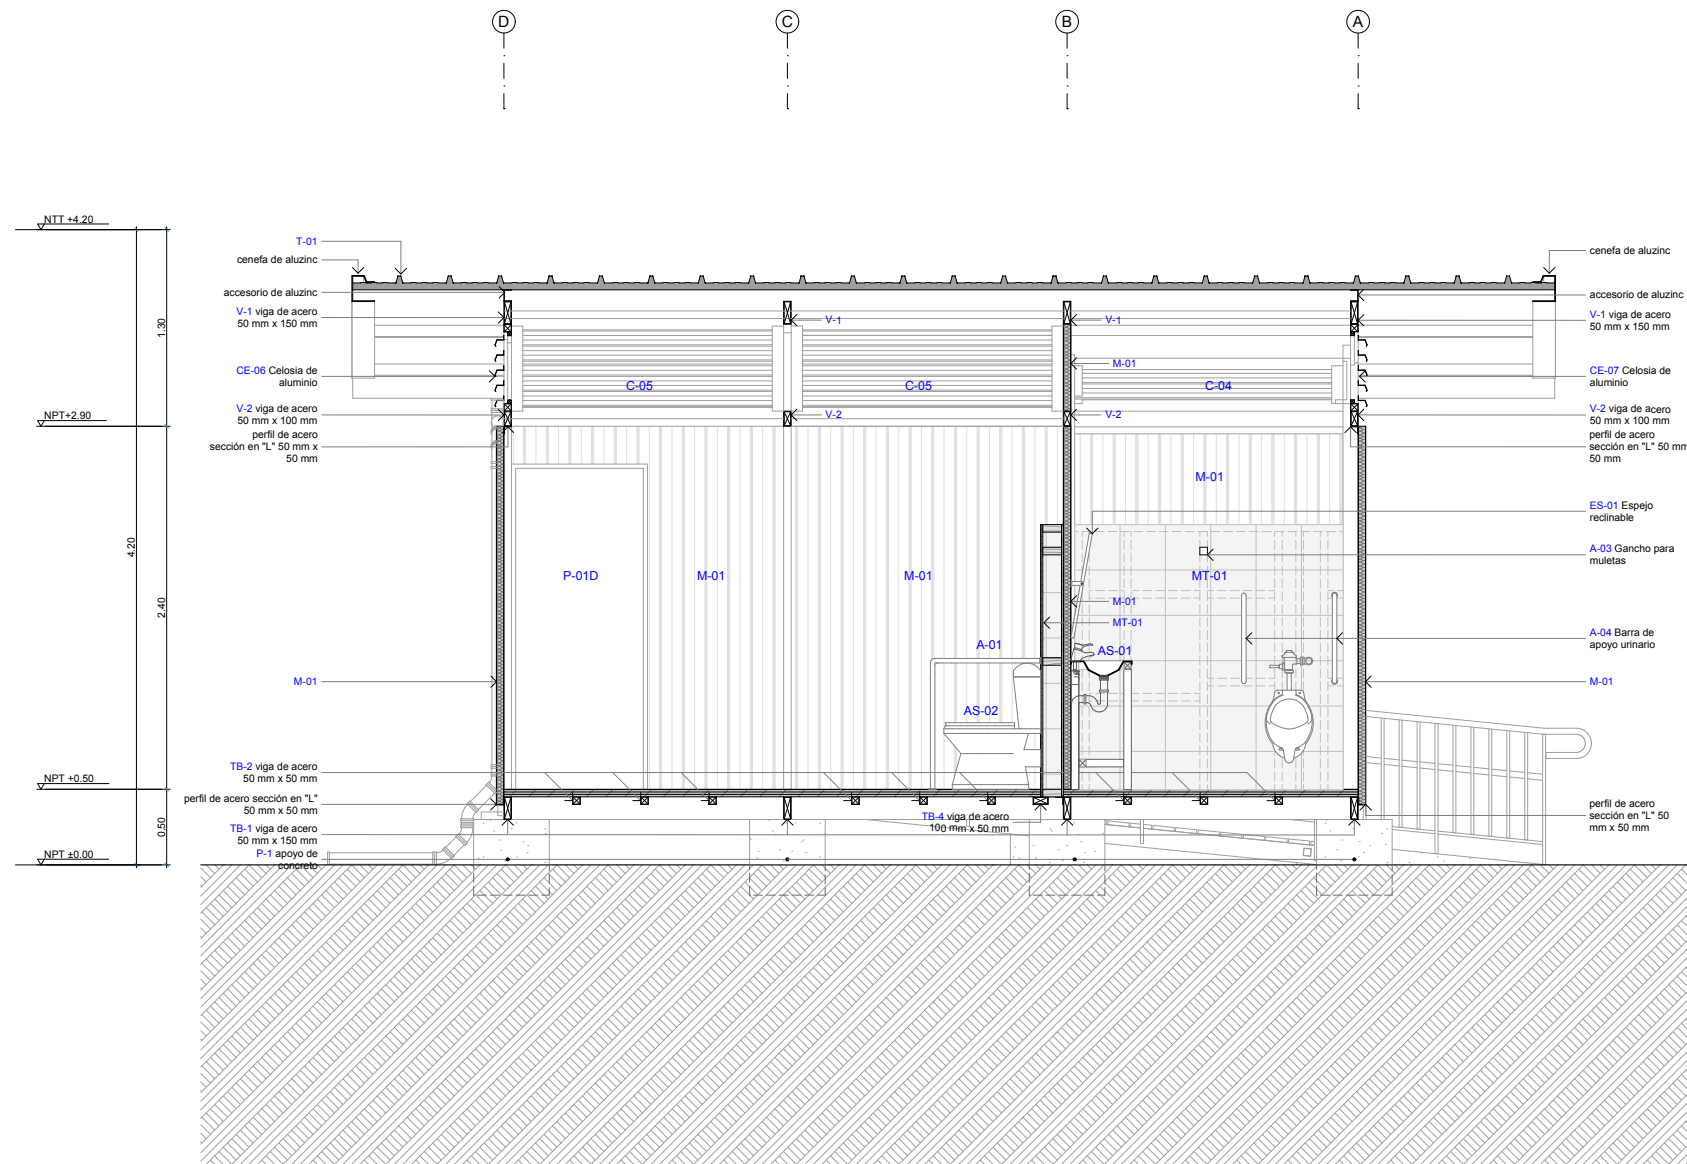 D
C
B
A
NTT +4.20
T-01
cenefa de aluzinc
cenefa de aluzinc
accesorio de aluzinc
accesorio de aluzinc
V-1 viga de acero
50 mm x 150 mm
V-1
V-1
V-1 viga de acero
50 mm x 150 mm
1.30
M-01
CE-06 Celosia de
aluminio
C-05
C-05
C-04
CE-07 Celosia de
aluminio
NPT+2.90
V-2 viga de acero
50 mm x 100 mm
V-2
V-2
V-2 viga de acero
50 mm x 100 mm
perfil de acero
sección en "L" 50 mm x
50 mm
perfil de acero
sección en "L" 50 mm
50 mm
M-01
ES-01 Espejo
reclinable
4.20
A-03 Gancho para
muletas
P-01D
M-01
M-01
MT-01
2.40
M-01
MT-01
A-01
AS-01
A-04 Barra de
apoyo urinario
M-01
M-01
AS-02
NPT +0.50
TB-2 viga de acero
50 mm x 50 mm
perfil de acero sección en "L"
50 mm x 50 mm
perfil de acero
sección en "L" 50
mm x 50 mm
0.50
TB-4 viga de acero
100 mm x 50 mm
TB-1 viga de acero
50 mm x 150 mm
NPT ±0.00
P-1 apoyo de
concreto